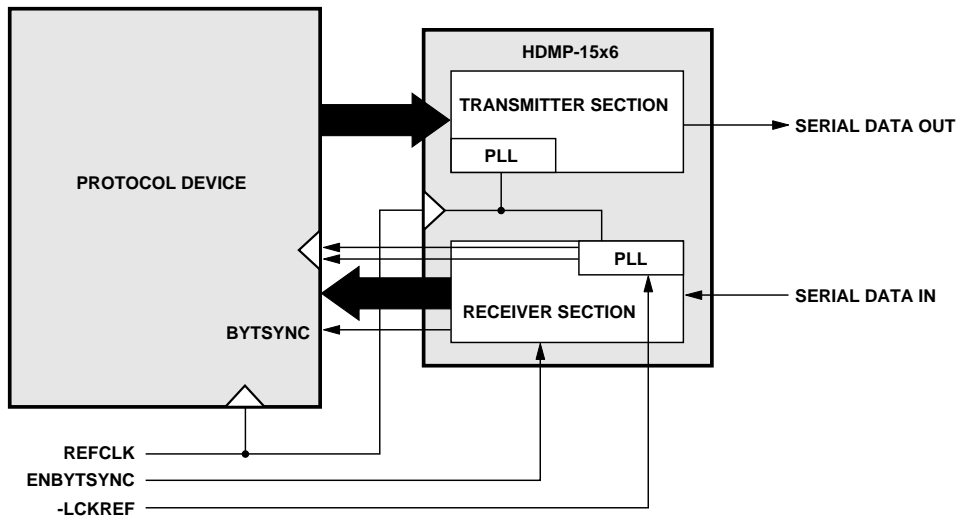 HDMP-15x6
TRANSMITTER SECTION
SERIAL DATA OUT
PLL
PROTOCOL DEVICE
PLL
SERIAL DATA IN
RECEIVER SECTION
BYTSYNC
REFCLK
ENBYTSYNC
-LCKREF